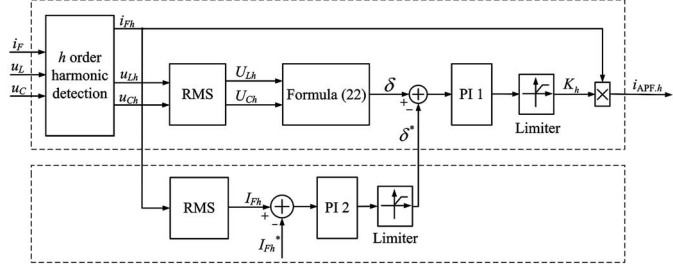 i_F
u_L
u_C
h order
harmonic
detection
i_Fh
u_Lh
u_Ch
RMS
U_Lh
U_Ch
Formula (22)
δ
+
−
δ*
PI 1
Limiter
K_h
i_APF.h
RMS
I_Fh
+
−
I_Fh*
PI 2
Limiter